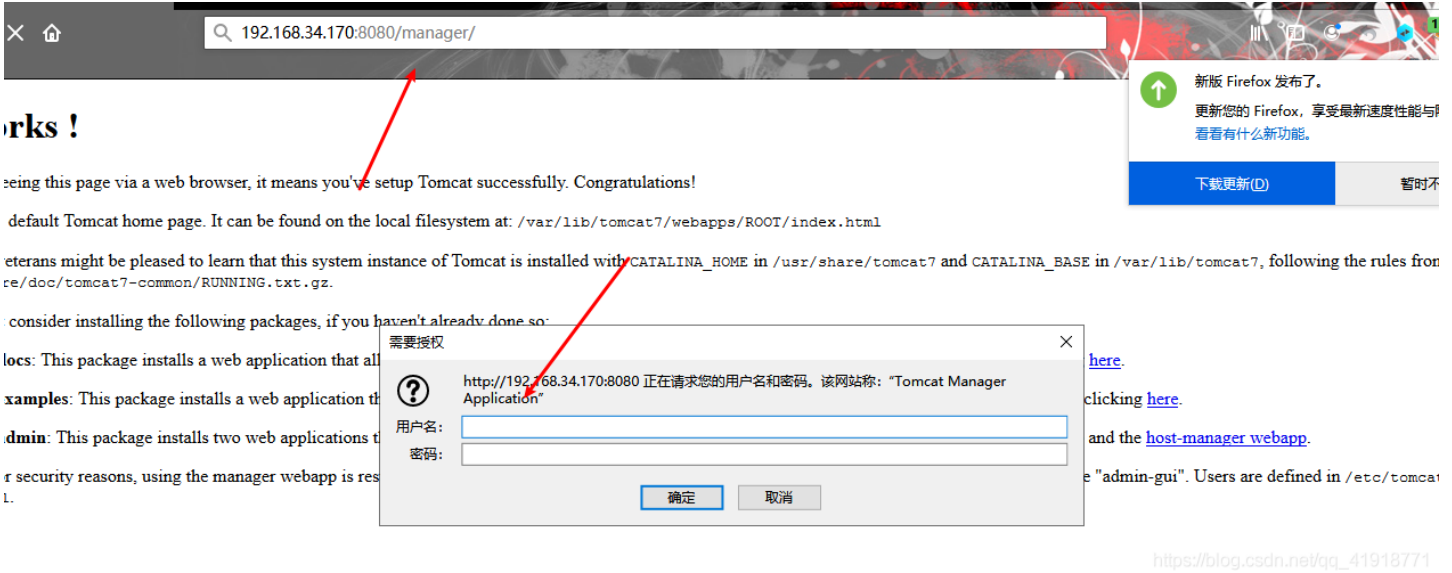 192.168.34.170:8080/manager/
1
新版 Firefox 发布了。
更新您的 Firefox，享受最新速度性能与
看看有什么新功能。
下载更新(D)
暂时不
orks !
eeing this page via a web browser, it means you've setup Tomcat successfully. Congratulations!
default Tomcat home page. It can be found on the local filesystem at: /var/lib/tomcat7/webapps/ROOT/index.html
veterans might be pleased to learn that this system instance of Tomcat is installed with CATALINA_HOME in /usr/share/tomcat7 and CATALINA_BASE in /var/lib/tomcat7, following the rules from
re/doc/tomcat7-common/RUNNING.txt.gz.
consider installing the following packages, if you haven't already done so:
docs: This package installs a web application that all
here.
xamples: This package installs a web application th
clicking here.
admin: This package installs two web applications t
and the host-manager webapp.
r security reasons, using the manager webapp is res
e "admin-gui". Users are defined in /etc/tomcat
l.
需要授权
http://192.168.34.170:8080 正在请求您的用户名和密码。该网站称：“Tomcat Manager
Application”
用户名：
密码：
确定
取消
https://blog.csdn.net/qq_41918771